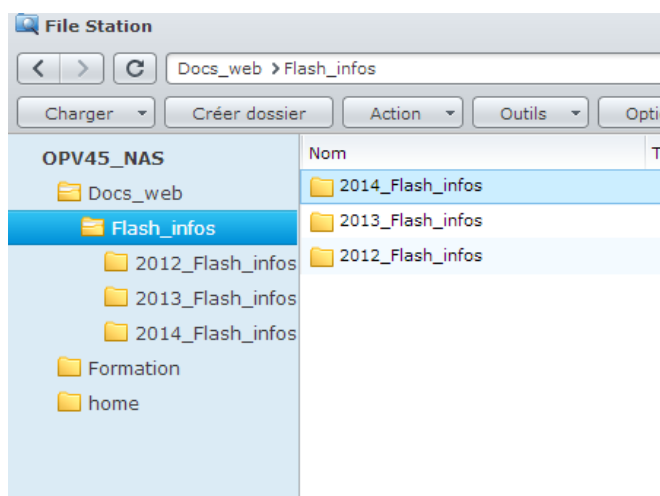 File Station
Docs_web > Flash_infos
Charger Créer dossier Action Outils
OPV45_NAS
Docs_web
Flash_infos
2012_Flash_infos
2013_Flash_infos
2014_Flash_infos
Formation
home
Nom
2014_Flash_infos
2013_Flash_infos
2012_Flash_infos